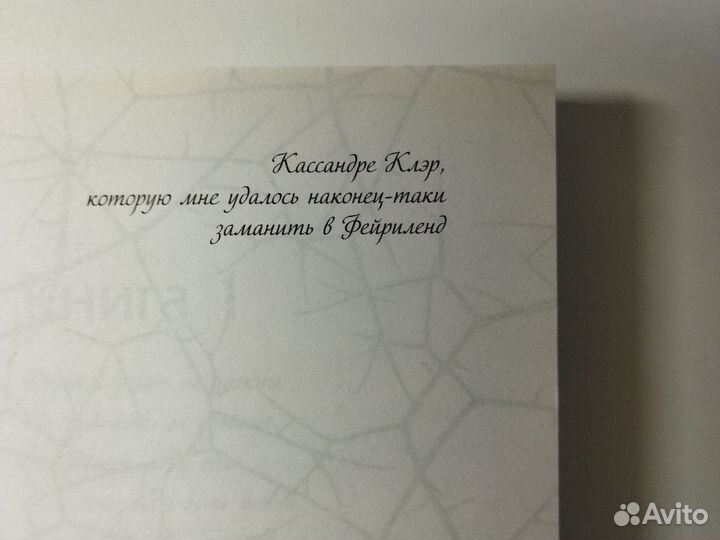 Кассандре Клэр,
которую мне удалось наконец-таки
заманить в Фейриленд
Avito